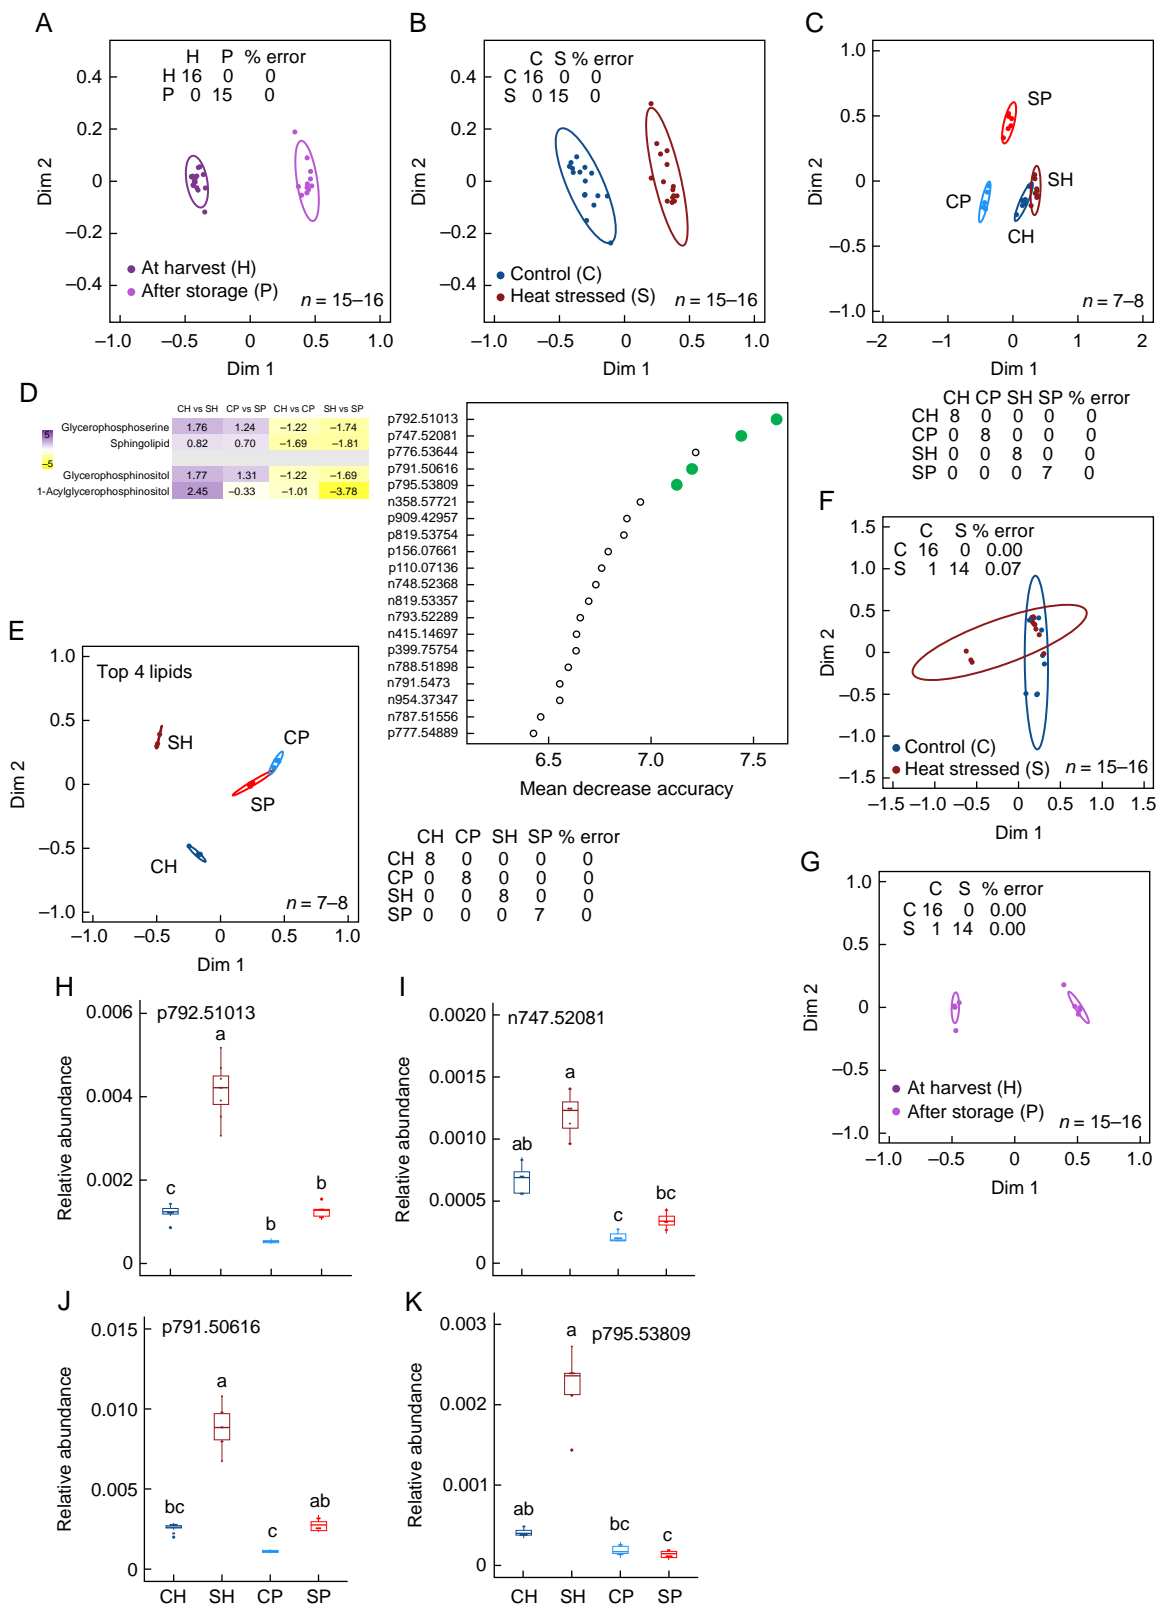 A
H P % error
H 16 0 0
P 0 15 0
0.4
0.2
0
−0.2
−0.4
Dim 2
At harvest (H)
After storage (P)
n = 15–16
−1.0 −0.5 0 0.5 1.0
Dim 1
B
C S % error
C 16 0 0
S 0 15 0
0.4
0.2
0
−0.2
−0.4
Dim 2
Control (C)
Heat stressed (S)
n = 15–16
−1.0 −0.5 0 0.5 1.0
Dim 1
C
1.0
0.5
0
−0.5
−1.0
Dim 2
SP
SH
CP
CH
n = 7–8
−2 −1 0 1 2
Dim 1
CH CP SH SP % error
CH 8 0 0 0 0
CP 0 8 0 0 0
SH 0 0 8 0 0
SP 0 0 0 7 0
D
CH vs SH CP vs SP CH vs CP SH vs SP
5
−5
Glycerophosphoserine 1.76 1.24 −1.22 −1.74
Sphingolipid 0.82 0.70 −1.69 −1.81
Glycerophosphinositol 1.77 1.31 −1.22 −1.69
1-Acylglycerophosphinositol 2.45 −0.33 −1.01 −3.78
p792.51013
p747.52081
p776.53644
p791.50616
p795.53809
n358.57721
p909.42957
p819.53754
p156.07661
p110.07136
n748.52368
n819.53357
n793.52289
n415.14697
p399.75754
n788.51898
n791.5473
n954.37347
n787.51556
p777.54889
6.5 7.0 7.5
Mean decrease accuracy
E
Top 4 lipids
1.0
0.5
0
−0.5
−1.0
Dim 2
SH
CP
SP
CH
n = 7–8
−1.0 −0.5 0 0.5 1.0
Dim 1
CH CP SH SP % error
CH 8 0 0 0 0
CP 0 8 0 0 0
SH 0 0 8 0 0
SP 0 0 0 7 0
F
C S % error
C 16 0 0.00
S 1 14 0.07
1.5
1.0
0.5
0
−0.5
−1.0
−1.5
Dim 2
Control (C)
Heat stressed (S)
n = 15–16
−1.5 −1.0 −0.5 0 0.5 1.0 1.5
Dim 1
G
C S % error
C 16 0 0.00
S 1 14 0.00
1.0
0.5
0
−0.5
−1.0
Dim 2
At harvest (H)
After storage (P)
n = 15–16
−1.0 −0.5 0 0.5 1.0
Dim 1
H
p792.51013
0.006
0.004
0.002
0
Relative abundance
c a b b
I
n747.52081
0.0020
0.0015
0.0010
0.0005
0
Relative abundance
ab a c bc
J
p791.50616
0.015
0.010
0.005
0
Relative abundance
bc a c ab
CH SH CP SP
K
p795.53809
0.003
0.002
0.001
0
Relative abundance
ab a bc c
CH SH CP SP